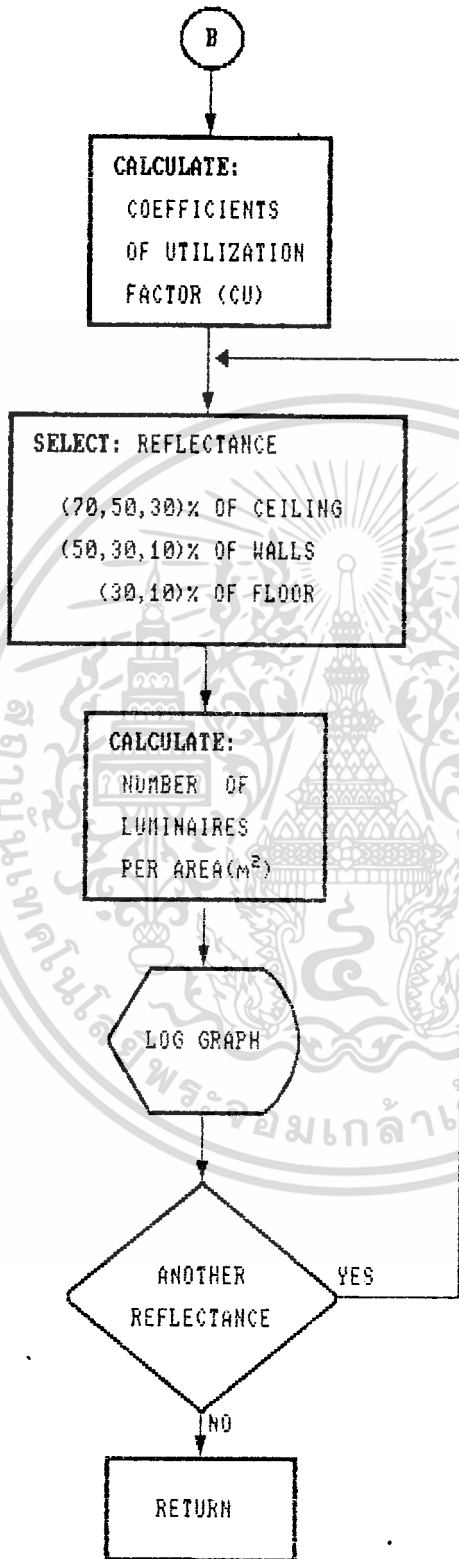 B
CALCULATE:
COEFFICIENTS
OF UTILIZATION
FACTOR (CU)
SELECT: REFLECTANCE
(70,50,30)% OF CEILING
(50,30,10)% OF WALLS
(30,10)% OF FLOOR
CALCULATE:
NUMBER OF
LUMINAIRES
PER AREA(M²)
LOG GRAPH
ANOTHER
REFLECTANCE
YES
NO
RETURN